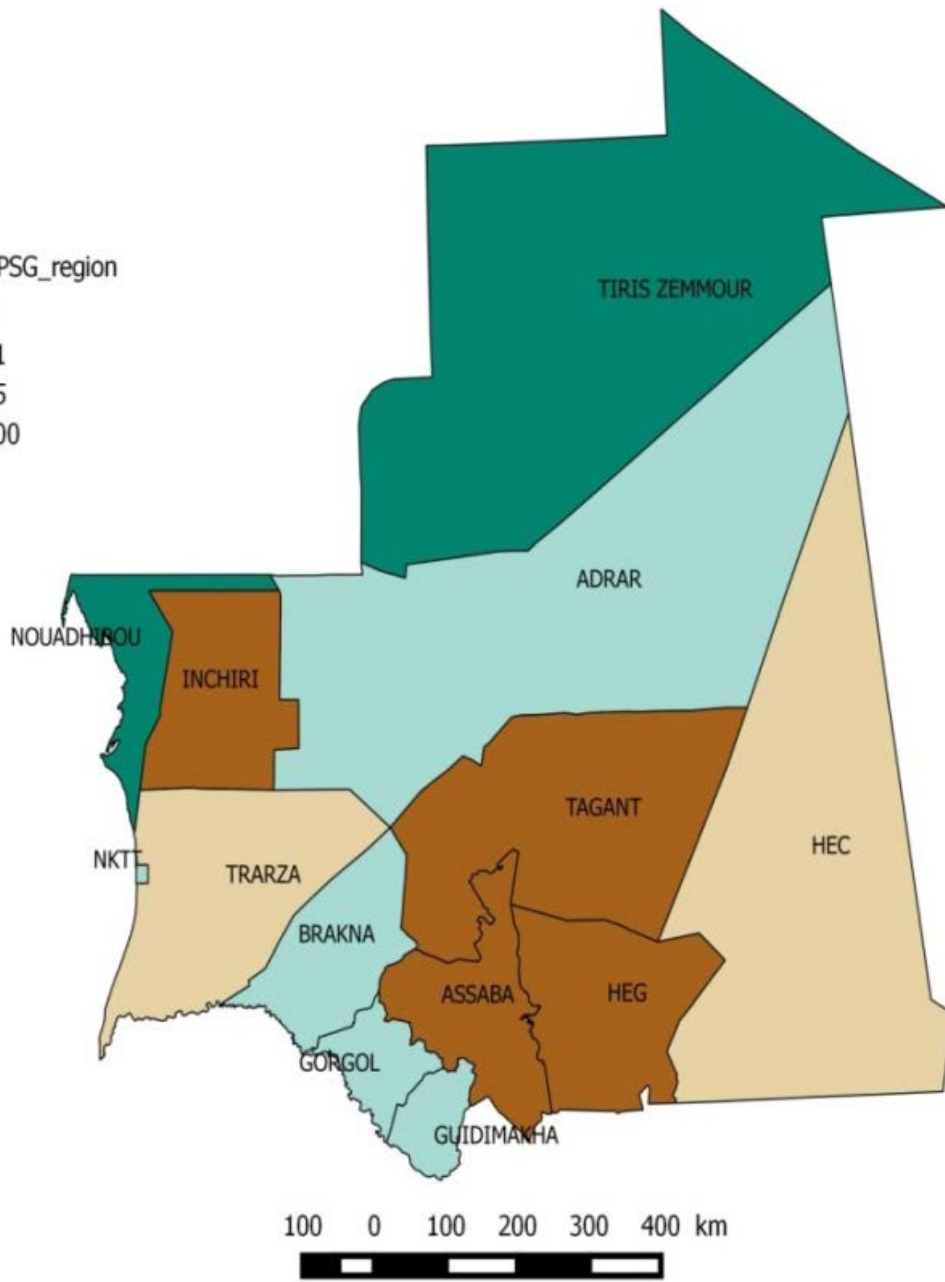 PSG_region
1
5
00
TIRIS ZEMMOUR
ADRAR
NOUADHIBOU
INCHIRI
TAGANT
HEC
NKTT
TRARZA
BRAKNA
ASSABA
HEG
GORGOL
GUIDIMAKHA
100 0 100 200 300 400 km